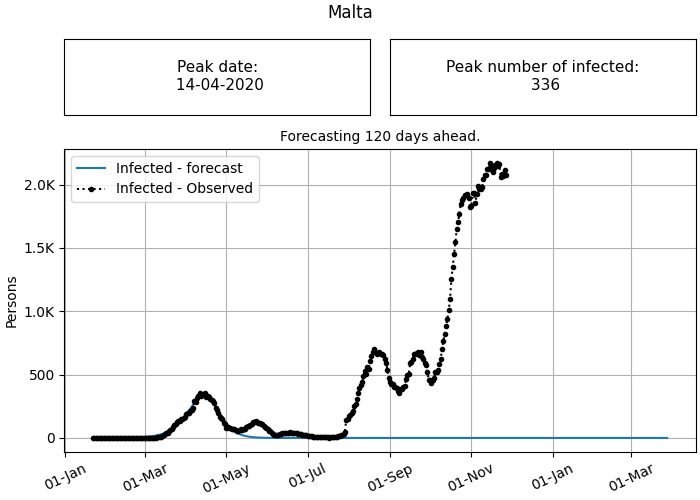 Malta
Peak date:
14-04-2020
Peak number of infected:
336
Forecasting 120 days ahead.
Infected - forecast
Infected - Observed
2.0K
1.5K
1.0K
500
0
Persons
01-Jan
01-Mar
01-May
01-Jul
01-Sep
01-Nov
01-Jan
01-Mar